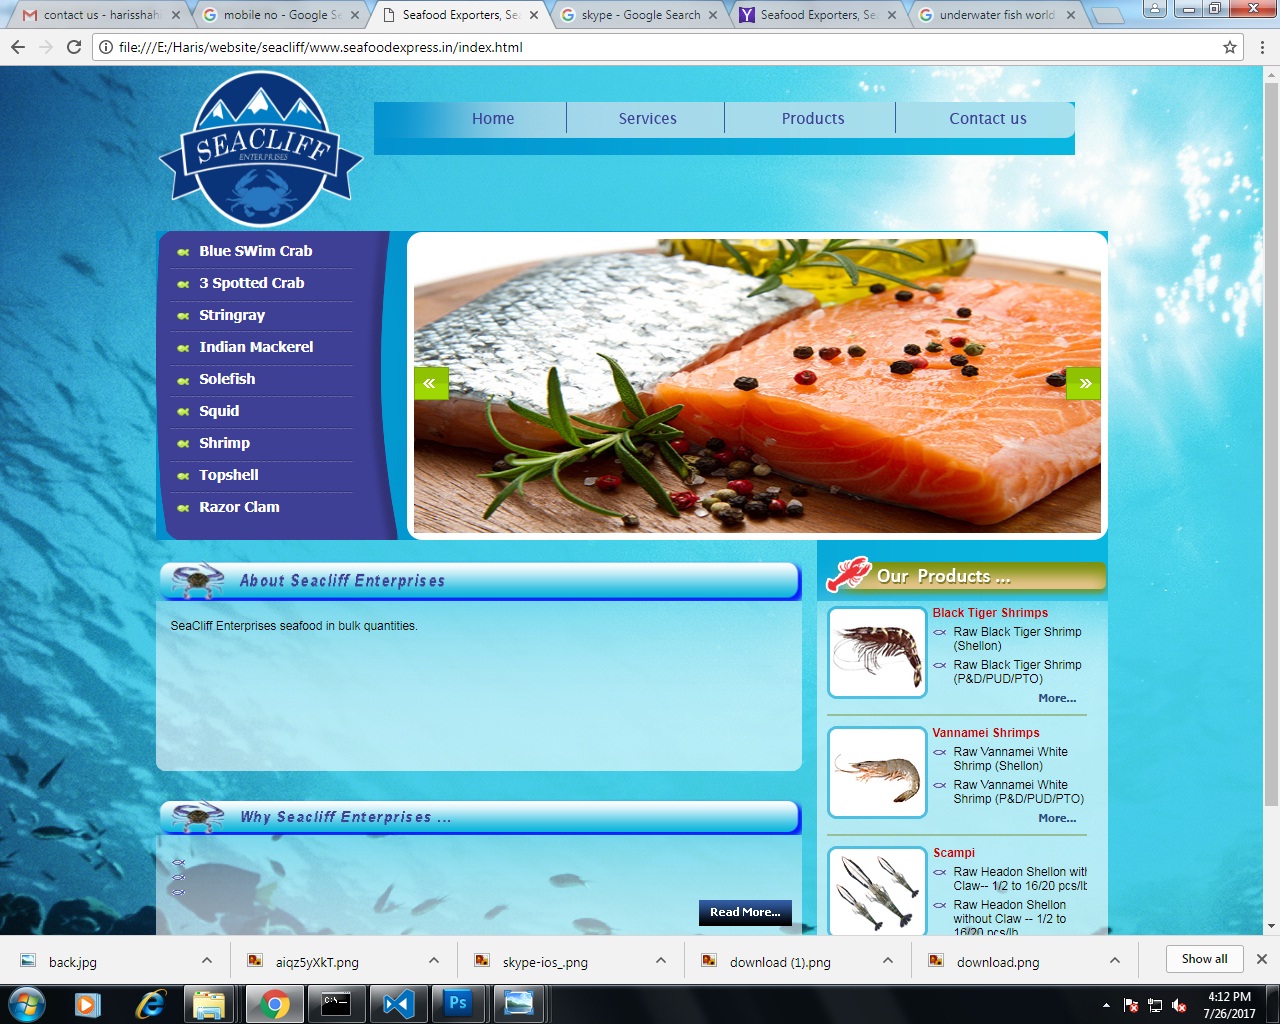 contact us - harisshahi
mobile no - Google Se
Seafood Exporters, Sea
skype - Google Search
Seafood Exporters, Sea
underwater fish world
file:///E:/Haris/website/seacliff/www.seafoodexpress.in/index.html
SEACLIFF
ENTERPRISES
Home
Services
Products
Contact us
Blue SWim Crab
3 Spotted Crab
Stringray
Indian Mackerel
Solefish
Squid
Shrimp
Topshell
Razor Clam
About Seacliff Enterprises
SeaCliff Enterprises seafood in bulk quantities.
Why Seacliff Enterprises ...
Read More...
Our Products ...
Black Tiger Shrimps
Raw Black Tiger Shrimp
(Shellon)
Raw Black Tiger Shrimp
(P&D/PUD/PTO)
More...
Vannamei Shrimps
Raw Vannamei White
Shrimp (Shellon)
Raw Vannamei White
Shrimp (P&D/PUD/PTO)
More...
Scampi
Raw Headon Shellon with
Claw-- 1/2 to 16/20 pcs/lb
Raw Headon Shellon
without Claw -- 1/2 to
16/20 pcs/lb
back.jpg
aiqz5yXkT.png
skype-ios_.png
download (1).png
download.png
Show all
C:\
Ps
4:12 PM
7/26/2017